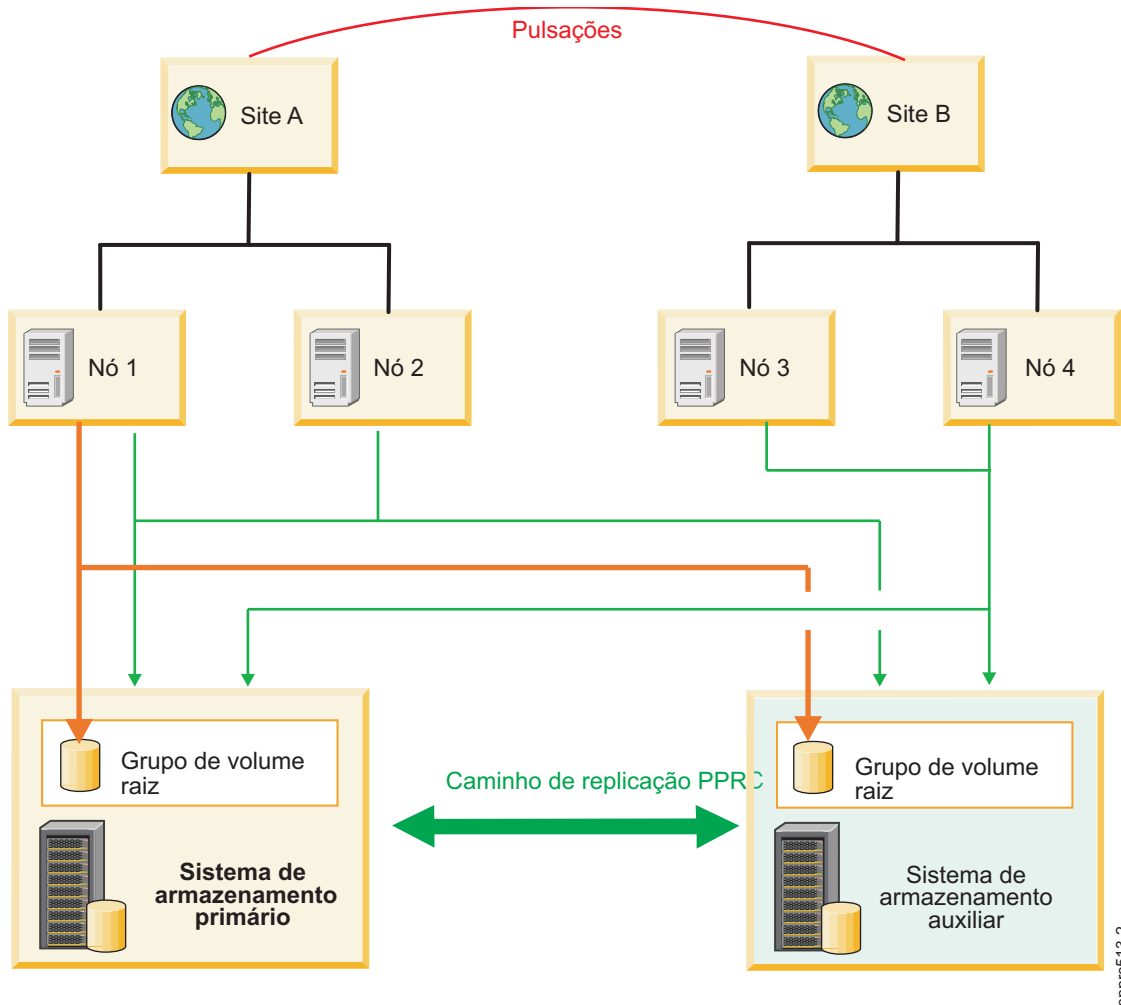 Pulsações
Site A
Site B
Nó 1
Nó 2
Nó 3
Nó 4
Grupo de volume
raiz
Caminho de replicação PPRC
Grupo de volume
raiz
Sistema de
armazenamento
primário
Sistema de
armazenamento
auxiliar